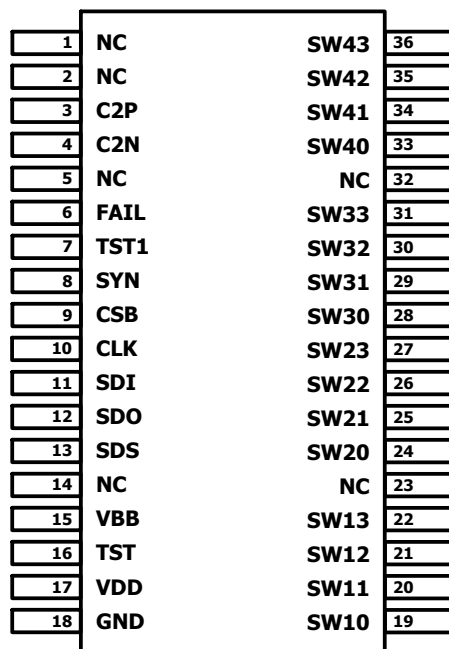 1 NC SW43 36
2 NC SW42 35
3 C2P SW41 34
4 C2N SW40 33
5 NC NC 32
6 FAIL SW33 31
7 TST1 SW32 30
8 SYN SW31 29
9 CSB SW30 28
10 CLK SW23 27
11 SDI SW22 26
12 SDO SW21 25
13 SDS SW20 24
14 NC NC 23
15 VBB SW13 22
16 TST SW12 21
17 VDD SW11 20
18 GND SW10 19